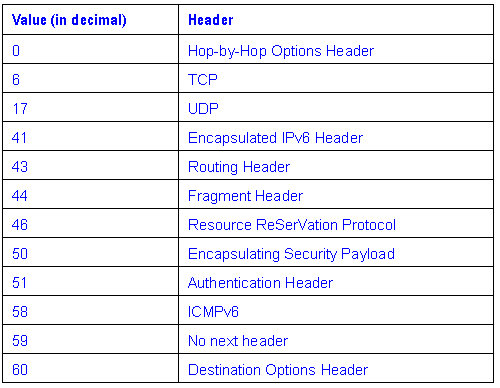 Value (in decimal) Header
0 Hop-by-Hop Options Header
6 TCP
17 UDP
41 Encapsulated IPv6 Header
43 Routing Header
44 Fragment Header
46 Resource ReSerVation Protocol
50 Encapsulating Security Payload
51 Authentication Header
58 ICMPv6
59 No next header
60 Destination Options Header